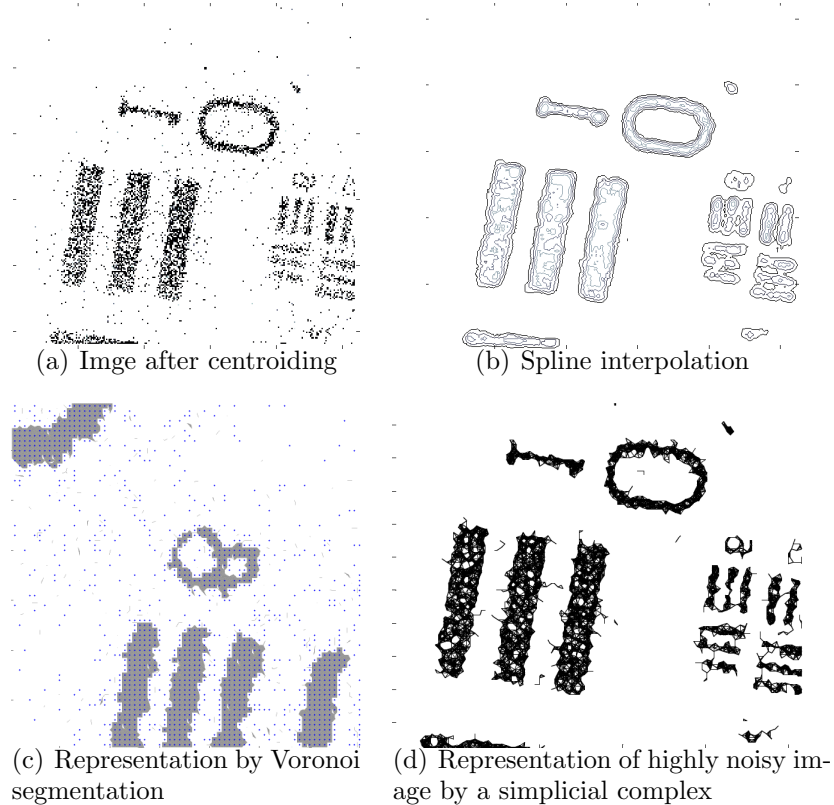 (a) Imge after centroiding
(b) Spline interpolation
(c) Representation by Voronoi
segmentation
(d) Representation of highly noisy im-
age by a simplicial complex